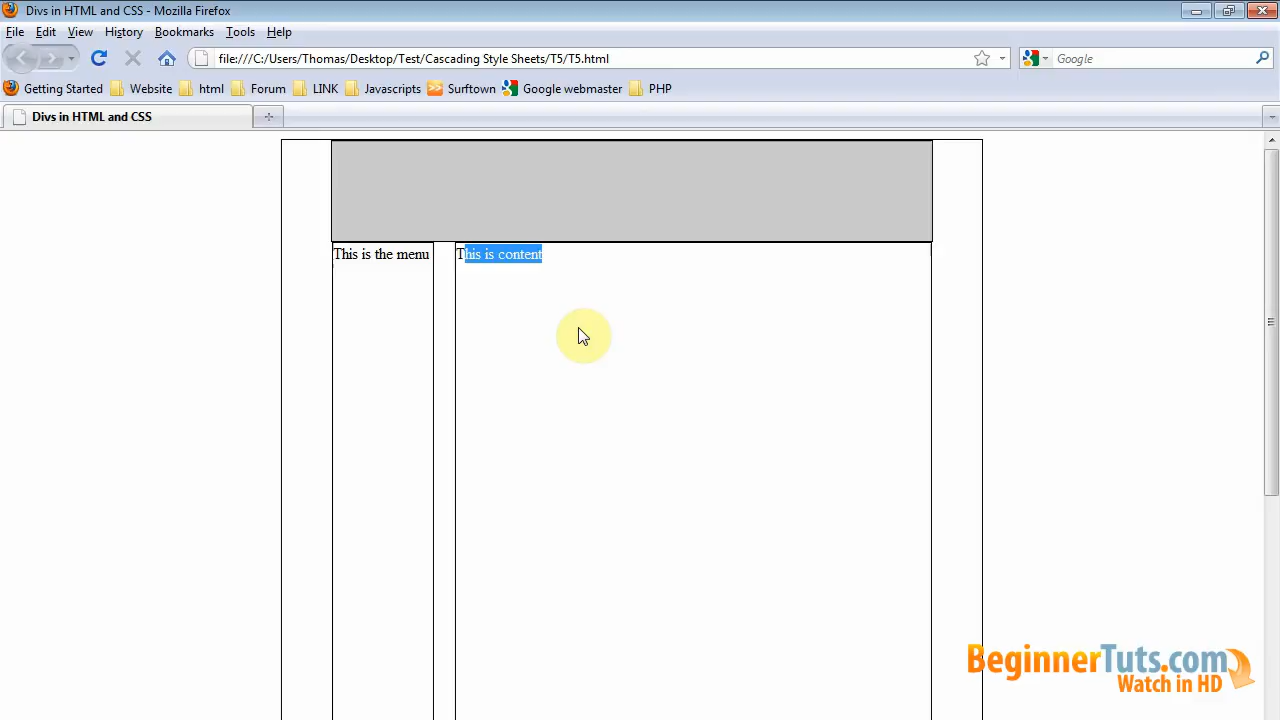 Divs in HTML and CSS - Mozilla Firefox
File Edit View History Bookmarks Tools Help
file:///C:/Users/Thomas/Desktop/Test/Cascading Style Sheets/T5/T5.html
Google
Getting Started Website html Forum LINK Javascripts Surftown Google webmaster PHP
Divs in HTML and CSS
This is the menu This is content
BeginnerTuts.com
Watch in HD